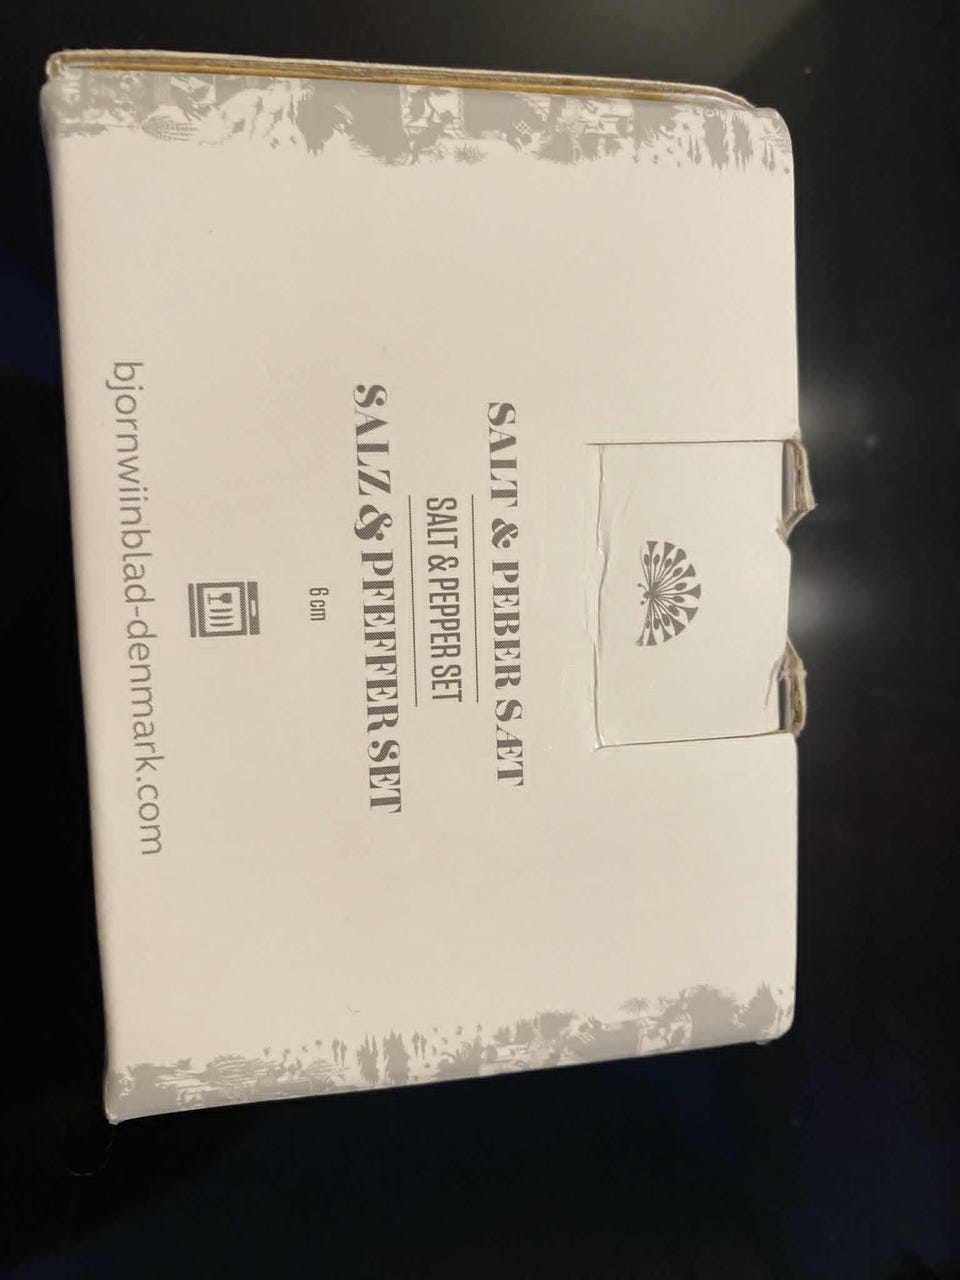 SALT & PEBER SÆT
SALT & PEPPER SET
SALZ & PFEFFER SET
6 cm
bjornwiinblad-denmark.com